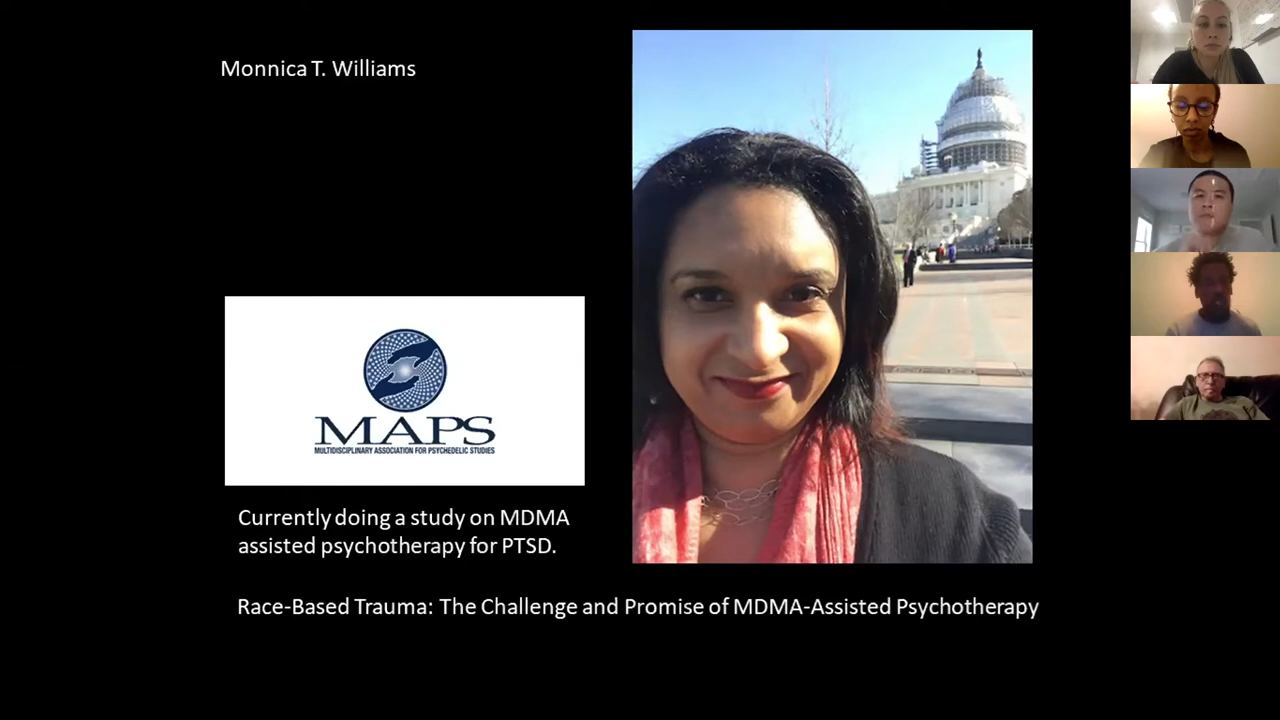 Monnica T. Williams
MAPS
MULTIDISCIPLINARY ASSOCIATION FOR PSYCHEDELIC STUDIES
Currently doing a study on MDMA
assisted psychotherapy for PTSD.
Race-Based Trauma: The Challenge and Promise of MDMA-Assisted Psychotherapy